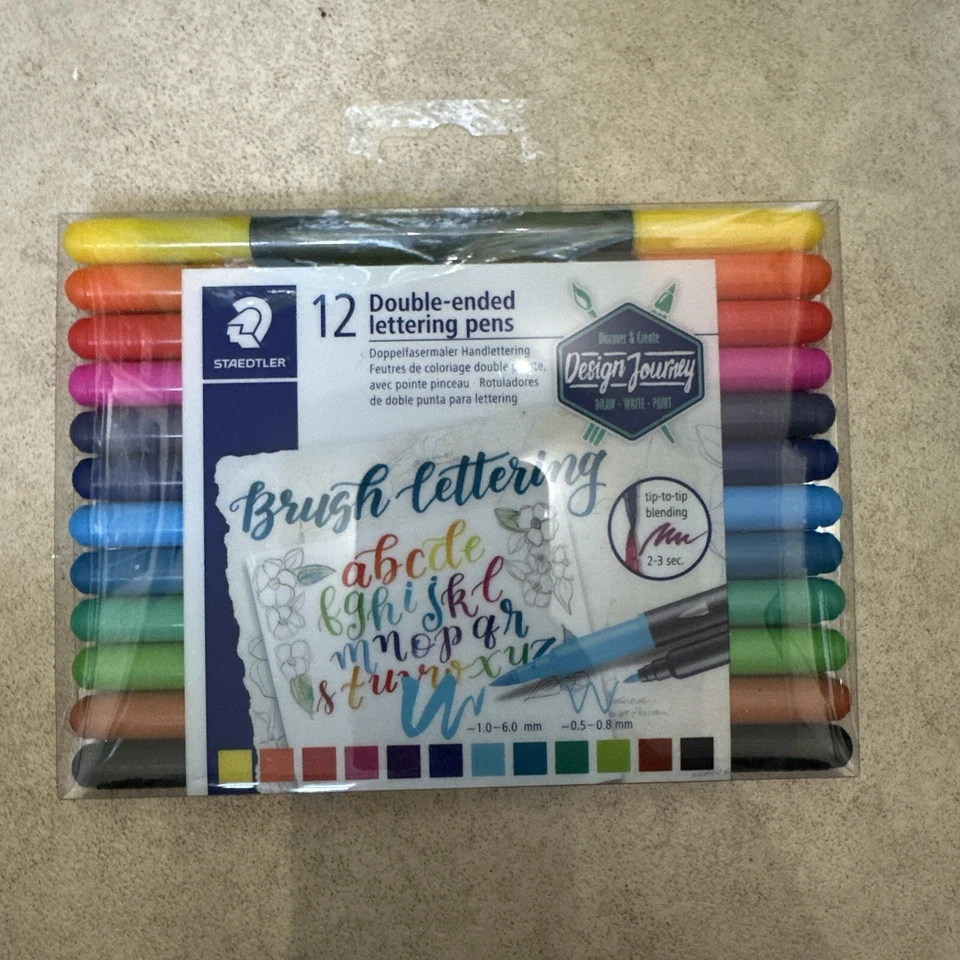 STAEDTLER
12
Double-ended
lettering pens
Doppelfasermaler Handlettering
Feutres de coloriage double
avec pointe pinceau · Rotuladores
de doble punta para lettering
Discover & Create
Design Journey
DRAW - WRITE - PAINT
Brush lettering
tip-to-tip
blending
2-3 sec.
abcde
fghijkl
mnopqr
stuvwxyz
~1.0–6.0 mm
~0.5–0.8 mm